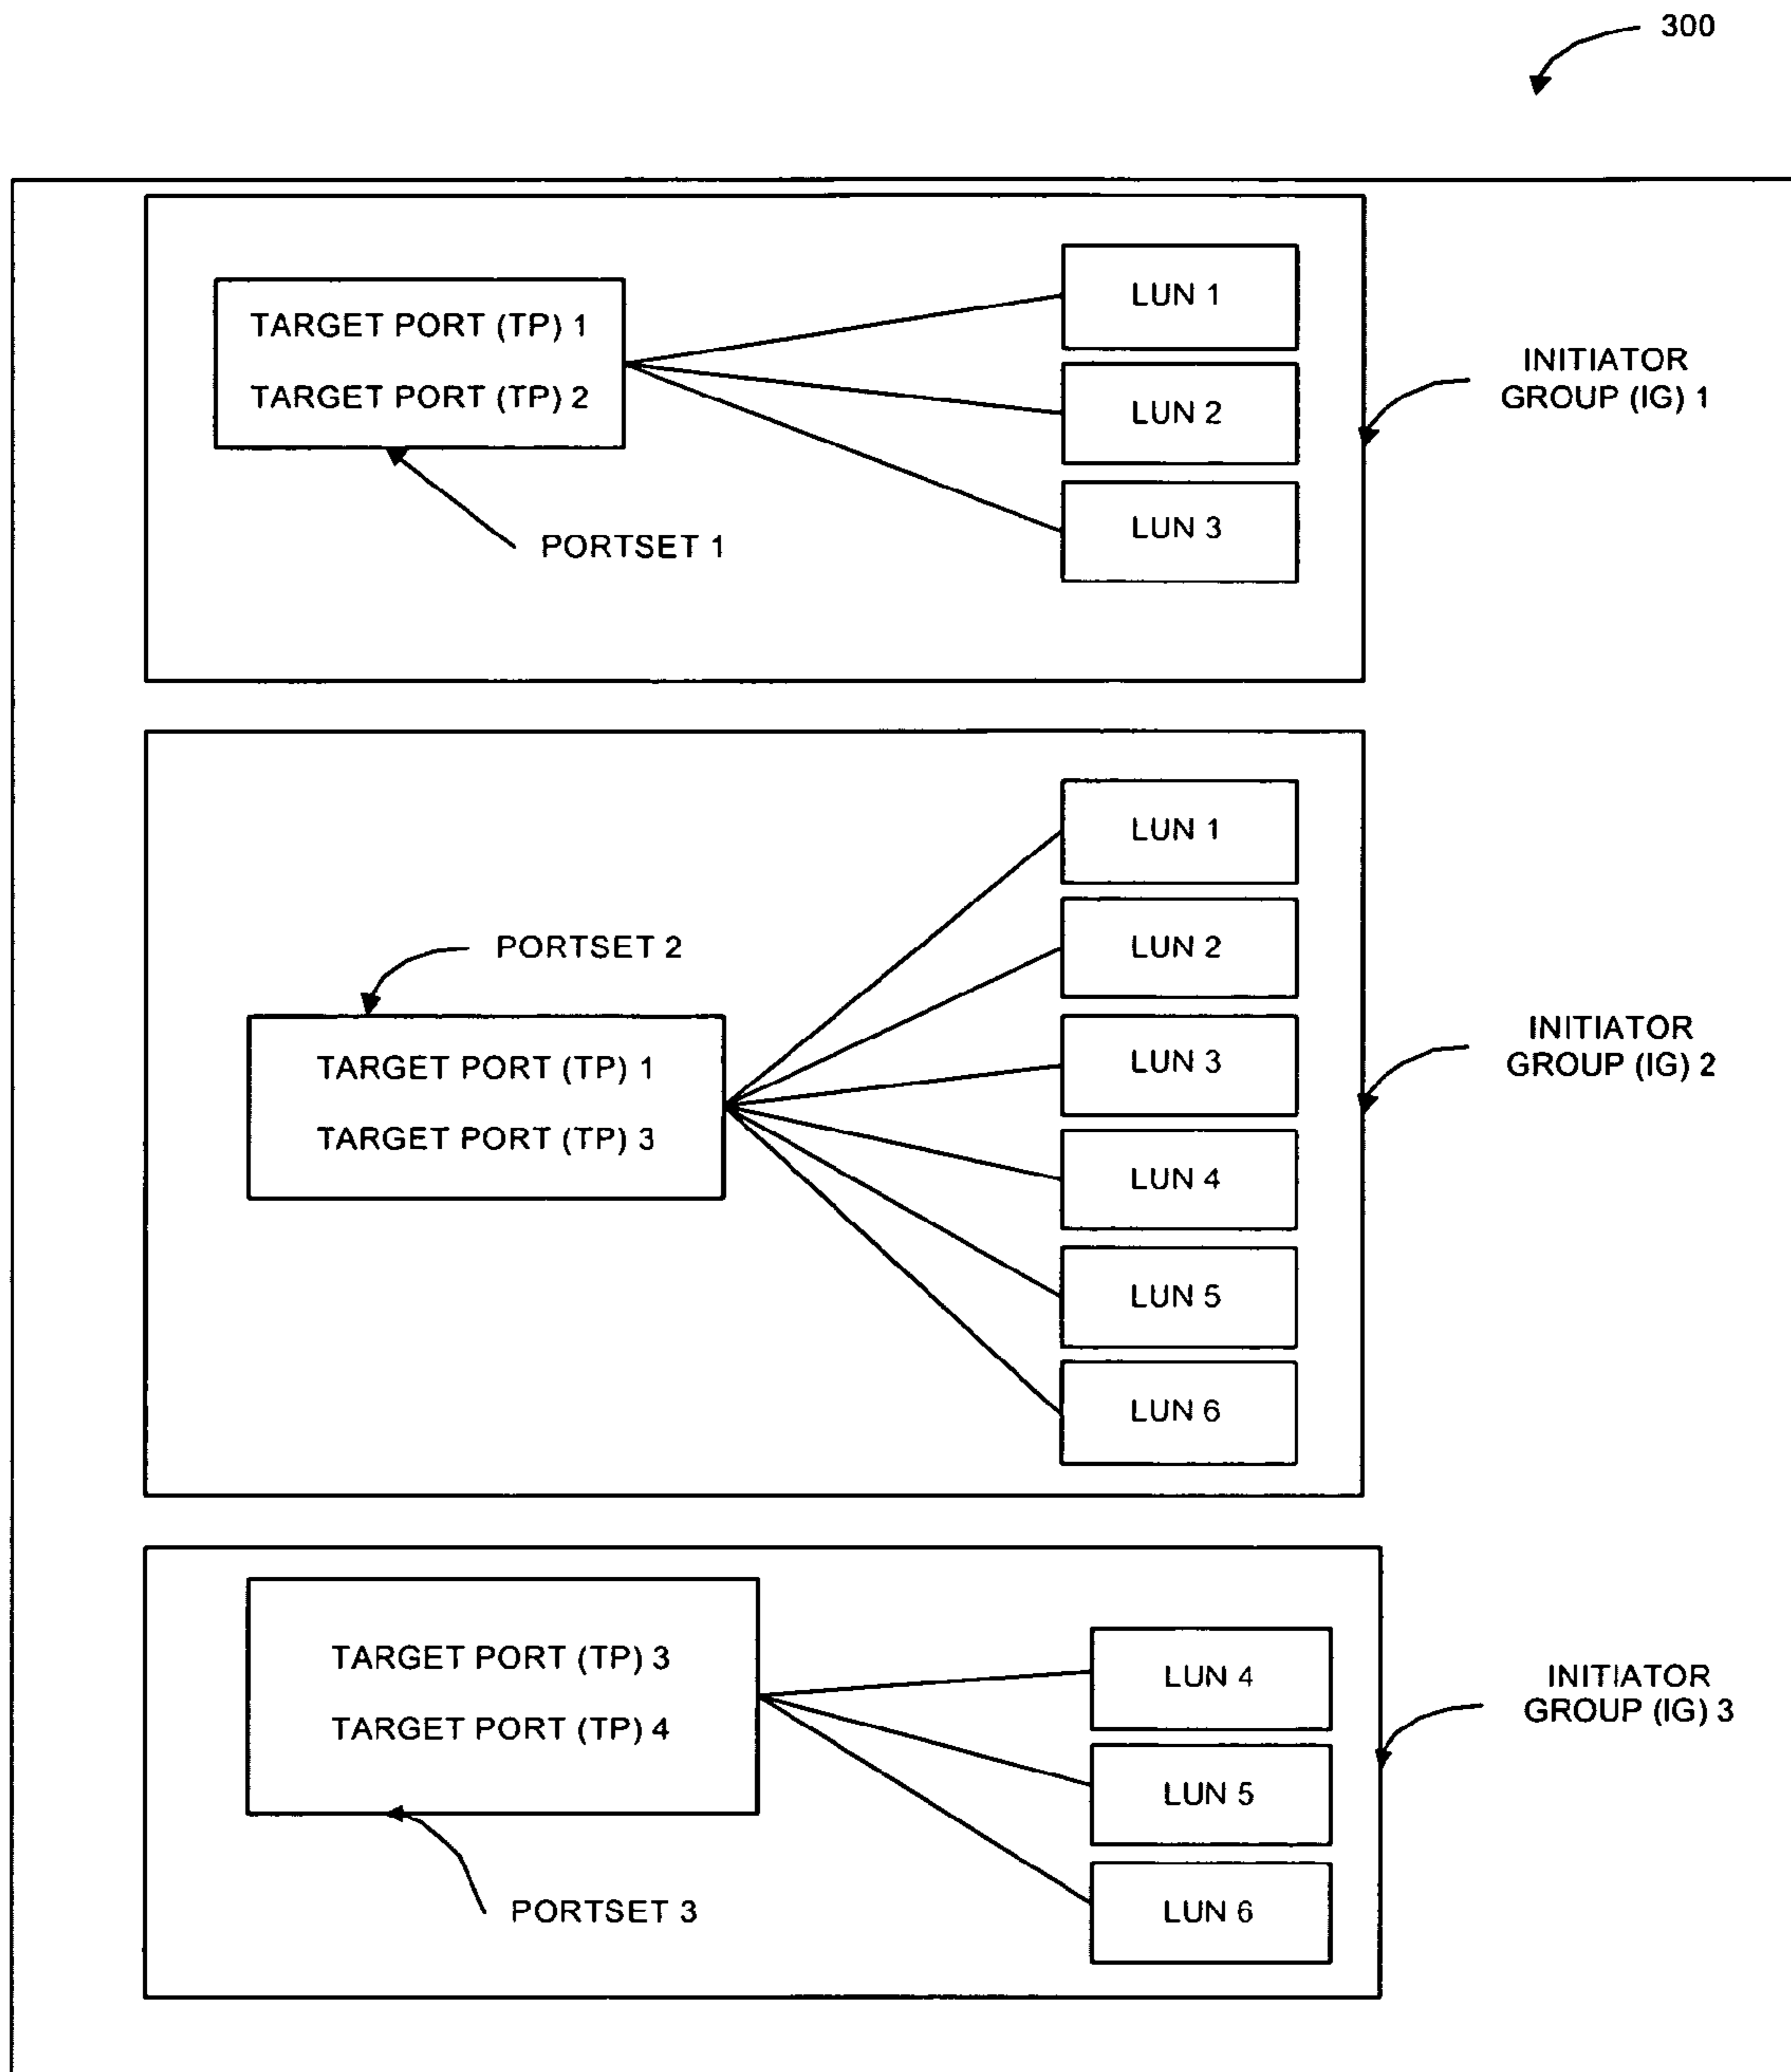 300
TARGET PORT (TP) 1
TARGET PORT (TP) 2
PORTSET 1
LUN 1
LUN 2
LUN 3
INITIATOR
GROUP (IG) 1
PORTSET 2
TARGET PORT (TP) 1
TARGET PORT (TP) 3
LUN 1
LUN 2
LUN 3
LUN 4
LUN 5
LUN 6
INITIATOR
GROUP (IG) 2
TARGET PORT (TP) 3
TARGET PORT (TP) 4
PORTSET 3
LUN 4
LUN 5
LUN 6
INITIATOR
GROUP (IG) 3